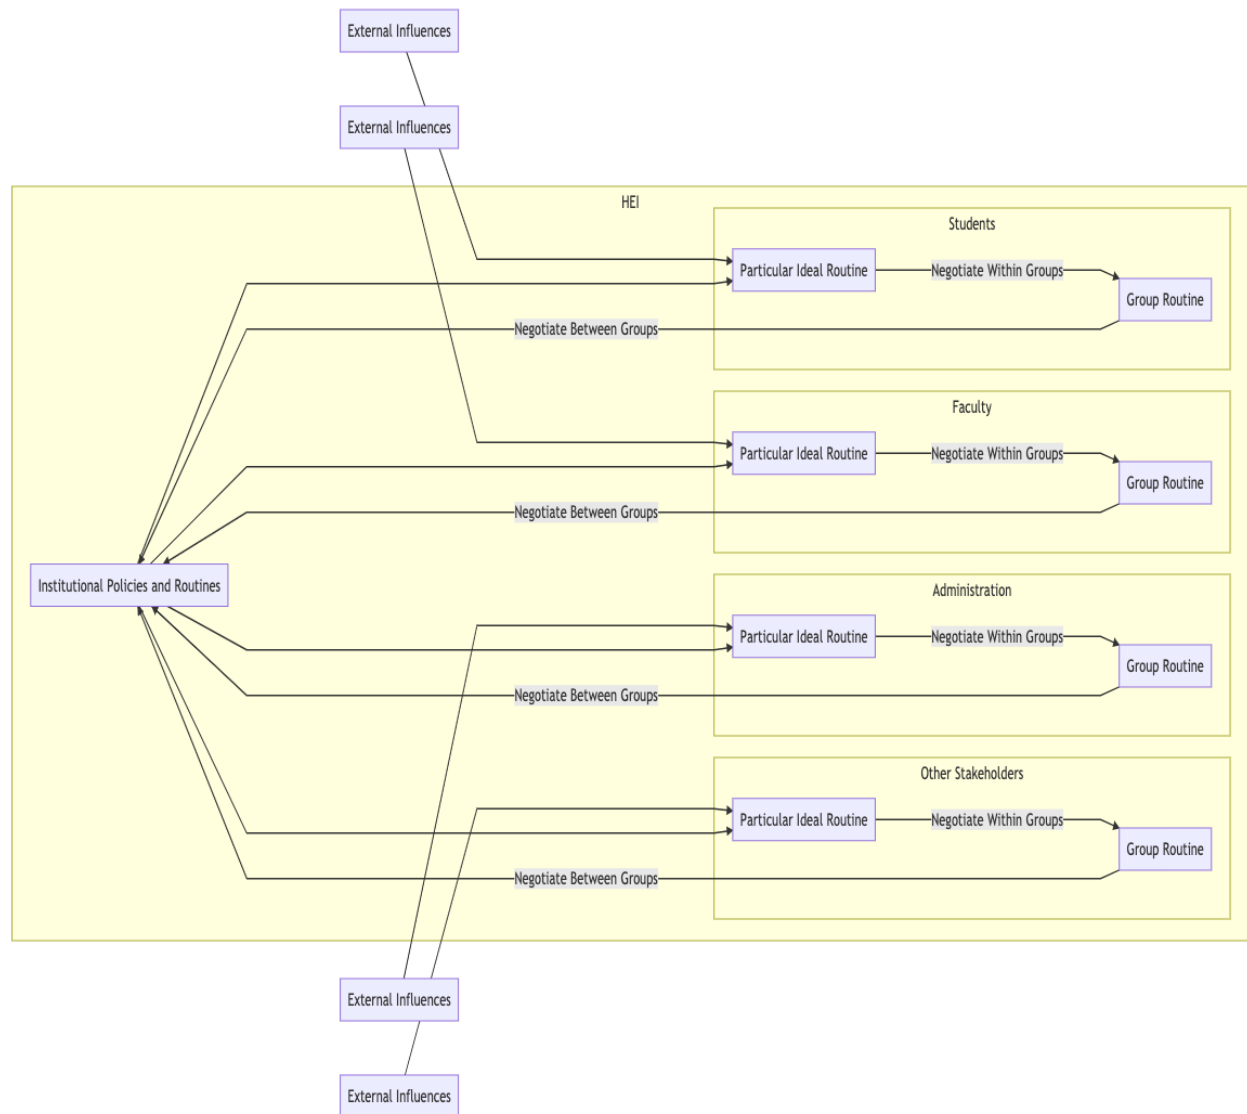 External Influences
External Influences
HEI
Students
Particular Ideal Routine
Negotiate Within Groups
Group Routine
Negotiate Between Groups
Faculty
Particular Ideal Routine
Negotiate Within Groups
Group Routine
Negotiate Between Groups
Institutional Policies and Routines
Administration
Particular Ideal Routine
Negotiate Within Groups
Group Routine
Negotiate Between Groups
Other Stakeholders
Particular Ideal Routine
Negotiate Within Groups
Group Routine
Negotiate Between Groups
External Influences
External Influences